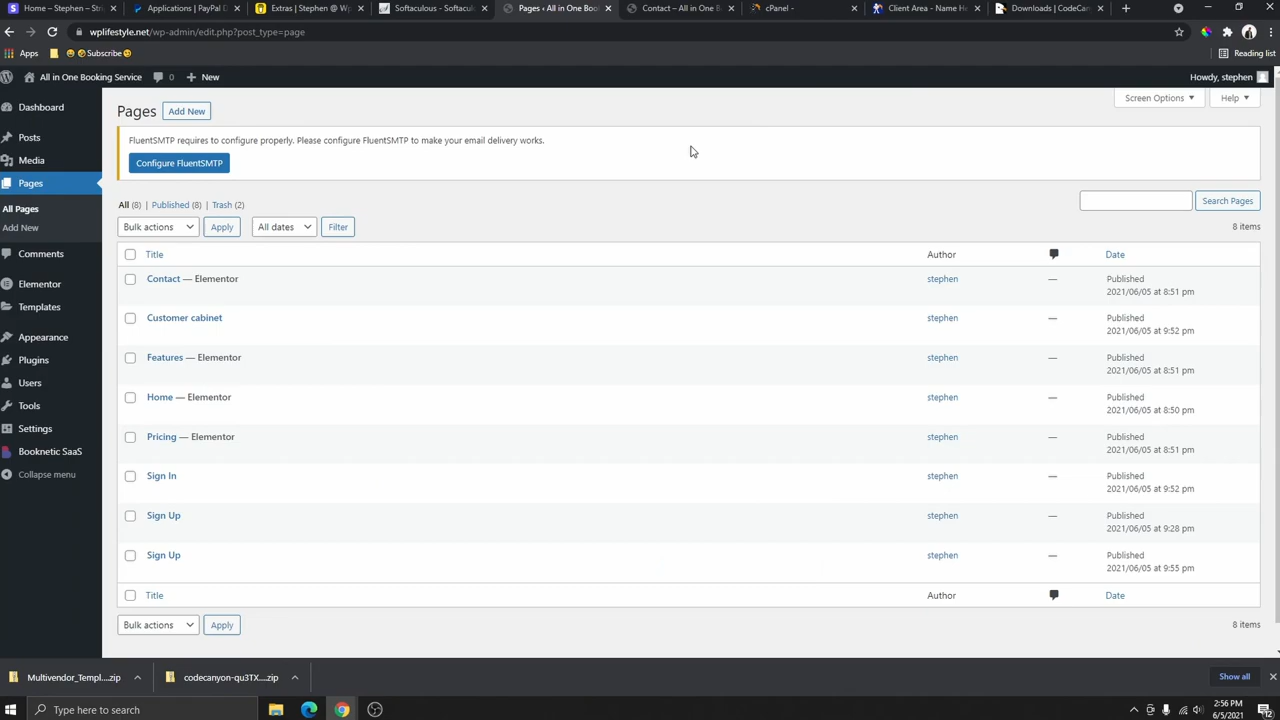 Home – Stephen - Str
Applications | PayPal D
Extras | Stephen @ Wp
Softaculous - Softacul
Pages ‹ All in One Book
Contact – All in One B
cPanel -
Client Area - Name He
Downloads | CodeCan
wplifestyle.net/wp-admin/edit.php?post_type=page
Apps
😀😀Subscribe😀
Reading list
All in One Booking Service
0
New
Howdy, stephen
Dashboard
Posts
Media
Pages
All Pages
Add New
Comments
Elementor
Templates
Appearance
Plugins
Users
Tools
Settings
Booknetic SaaS
Collapse menu
Pages
Add New
Screen Options
Help
FluentSMTP requires to configure properly. Please configure FluentSMTP to make your email delivery works.
Configure FluentSMTP
All (8) | Published (8) | Trash (2)
Search Pages
Bulk actions
Apply
All dates
Filter
8 items
Title
Author
Date
Contact — Elementor
stephen
—
Published
2021/06/05 at 8:51 pm
Customer cabinet
stephen
—
Published
2021/06/05 at 9:52 pm
Features — Elementor
stephen
—
Published
2021/06/05 at 8:51 pm
Home — Elementor
stephen
—
Published
2021/06/05 at 8:50 pm
Pricing — Elementor
stephen
—
Published
2021/06/05 at 8:51 pm
Sign In
stephen
—
Published
2021/06/05 at 9:52 pm
Sign Up
stephen
—
Published
2021/06/05 at 9:28 pm
Sign Up
stephen
—
Published
2021/06/05 at 9:55 pm
Title
Author
Date
Bulk actions
Apply
8 items
Multivendor_Templ....zip
codecanyon-qu3TX....zip
Show all
Type here to search
2:56 PM
6/5/2021